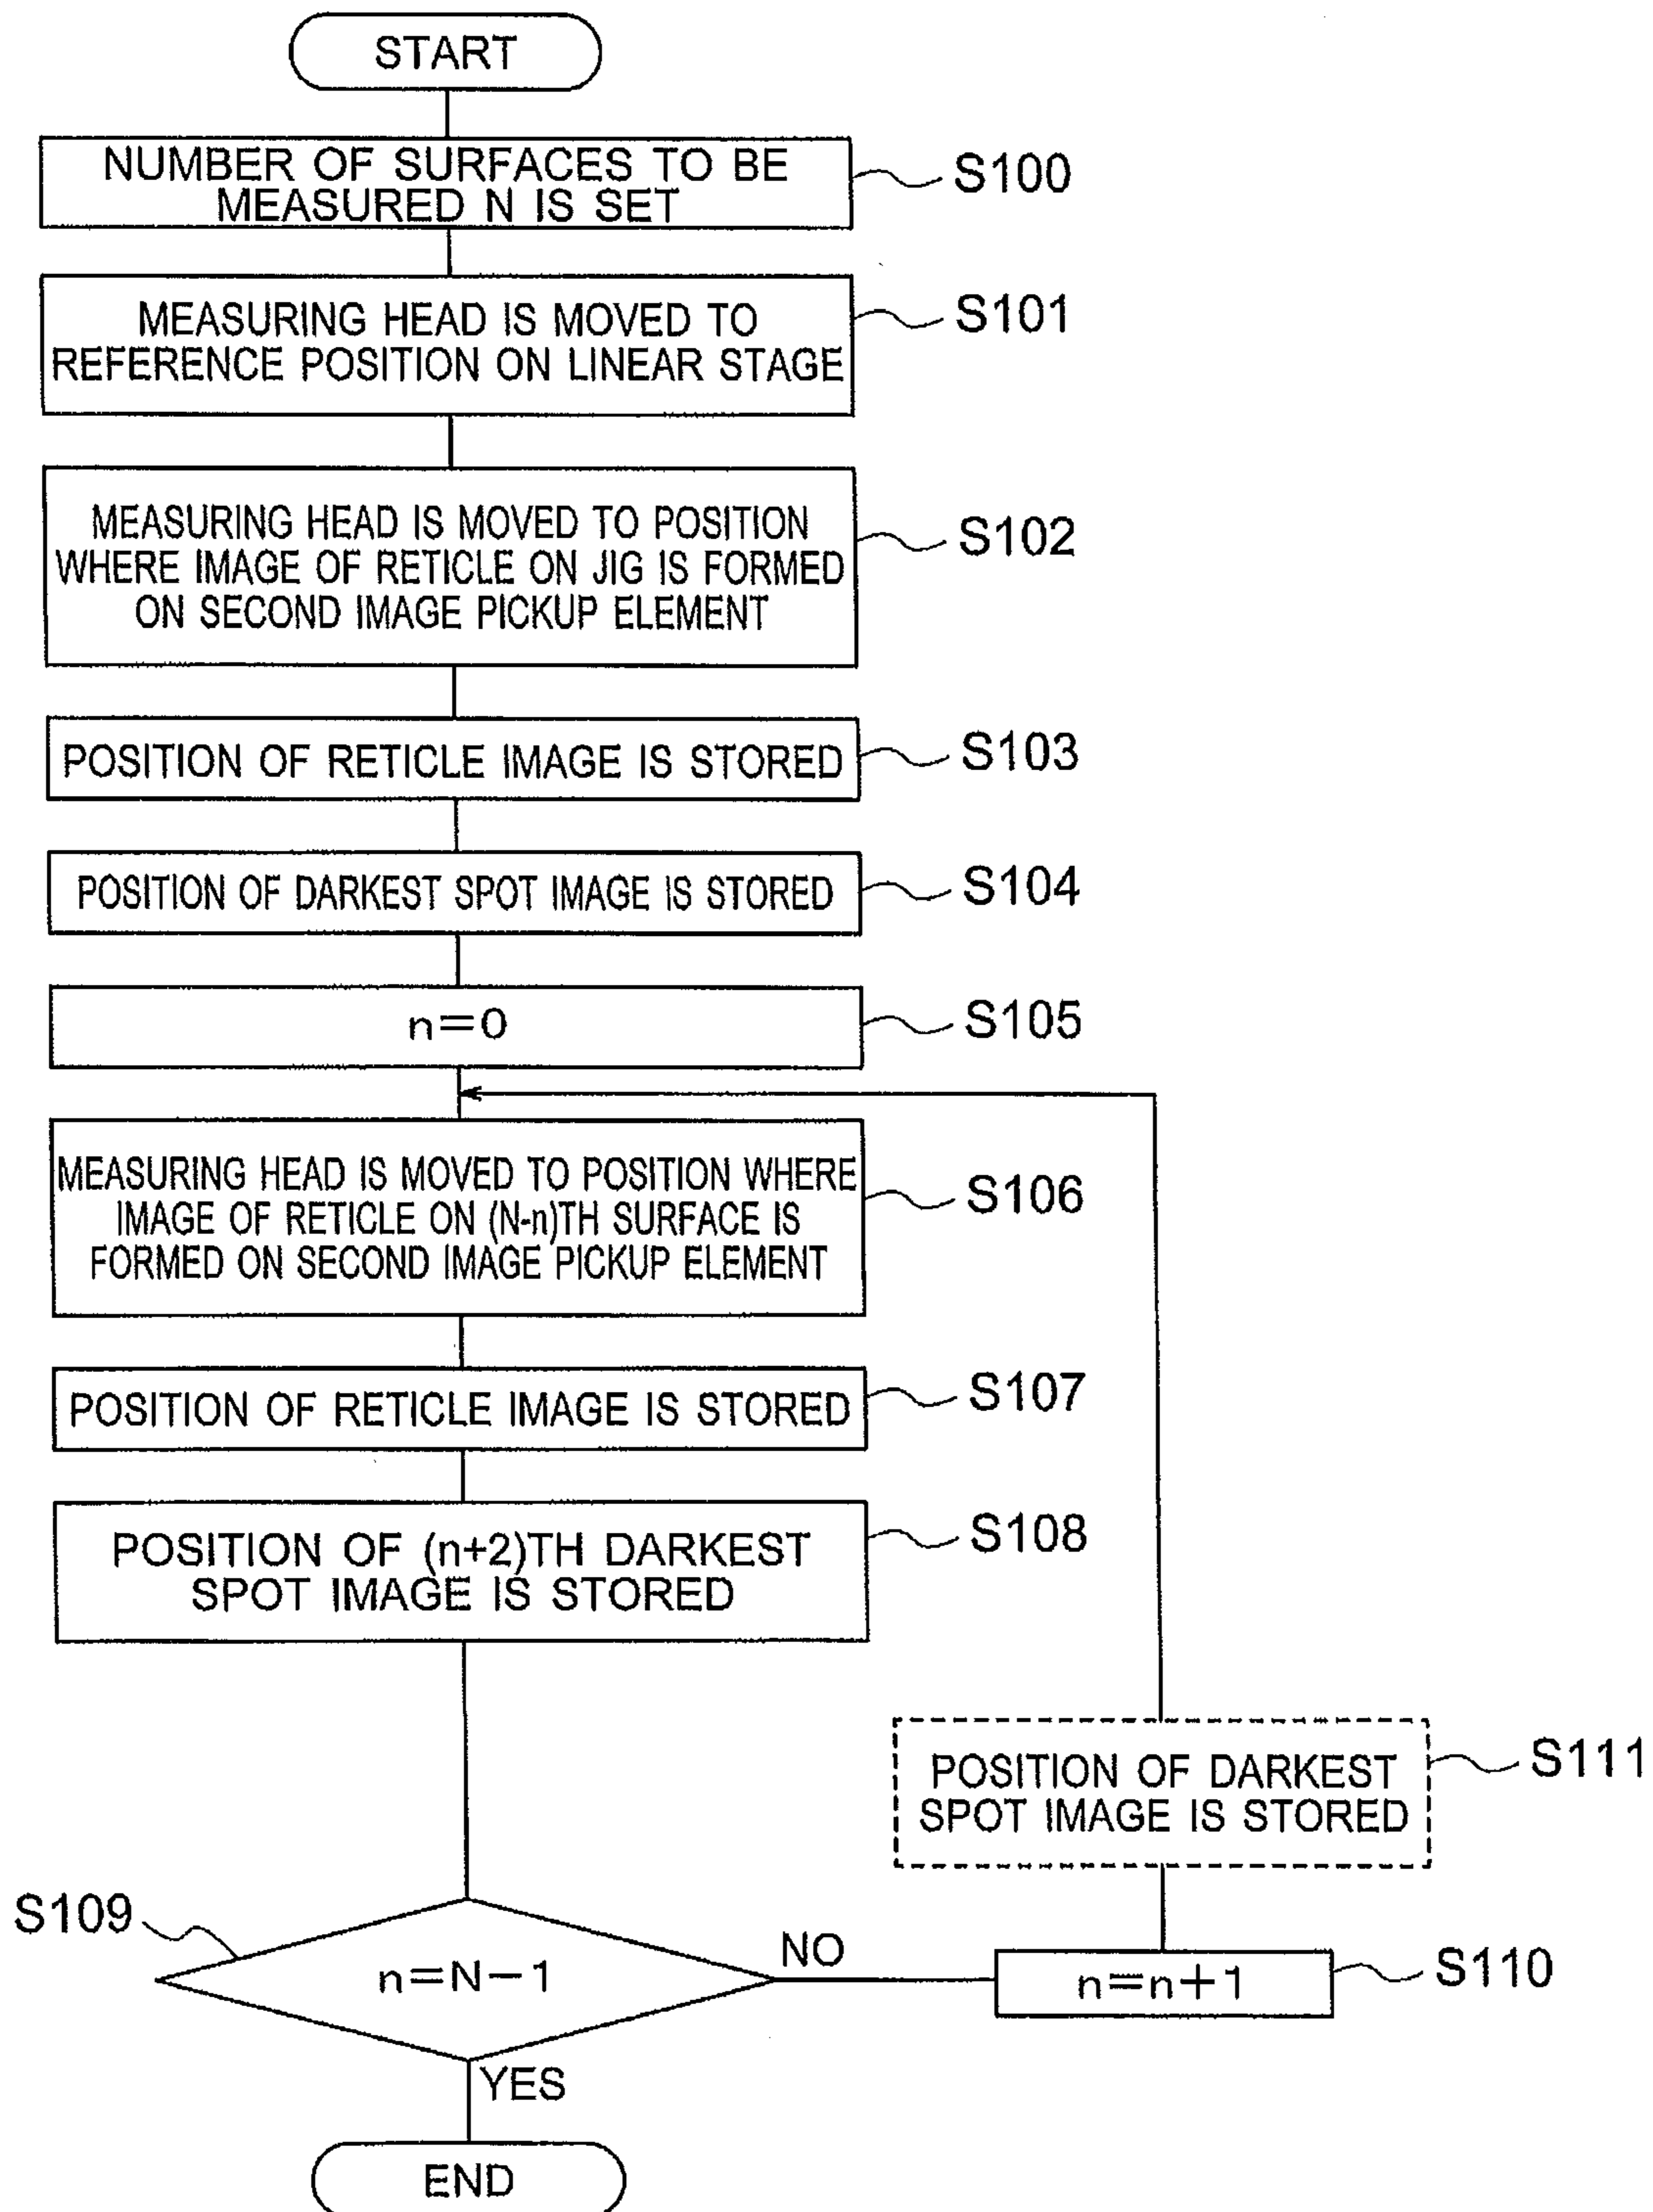 START
NUMBER OF SURFACES TO BE
MEASURED N IS SET
S100
MEASURING HEAD IS MOVED TO
REFERENCE POSITION ON LINEAR STAGE
S101
MEASURING HEAD IS MOVED TO POSITION
WHERE IMAGE OF RETICLE ON JIG IS FORMED
ON SECOND IMAGE PICKUP ELEMENT
S102
POSITION OF RETICLE IMAGE IS STORED
S103
POSITION OF DARKEST SPOT IMAGE IS STORED
S104
n=0
S105
MEASURING HEAD IS MOVED TO POSITION WHERE
IMAGE OF RETICLE ON (N-n)TH SURFACE IS
FORMED ON SECOND IMAGE PICKUP ELEMENT
S106
POSITION OF RETICLE IMAGE IS STORED
S107
POSITION OF (n+2)TH DARKEST
SPOT IMAGE IS STORED
S108
POSITION OF DARKEST
SPOT IMAGE IS STORED
S111
S109
n=N-1
NO
n=n+1
S110
YES
END